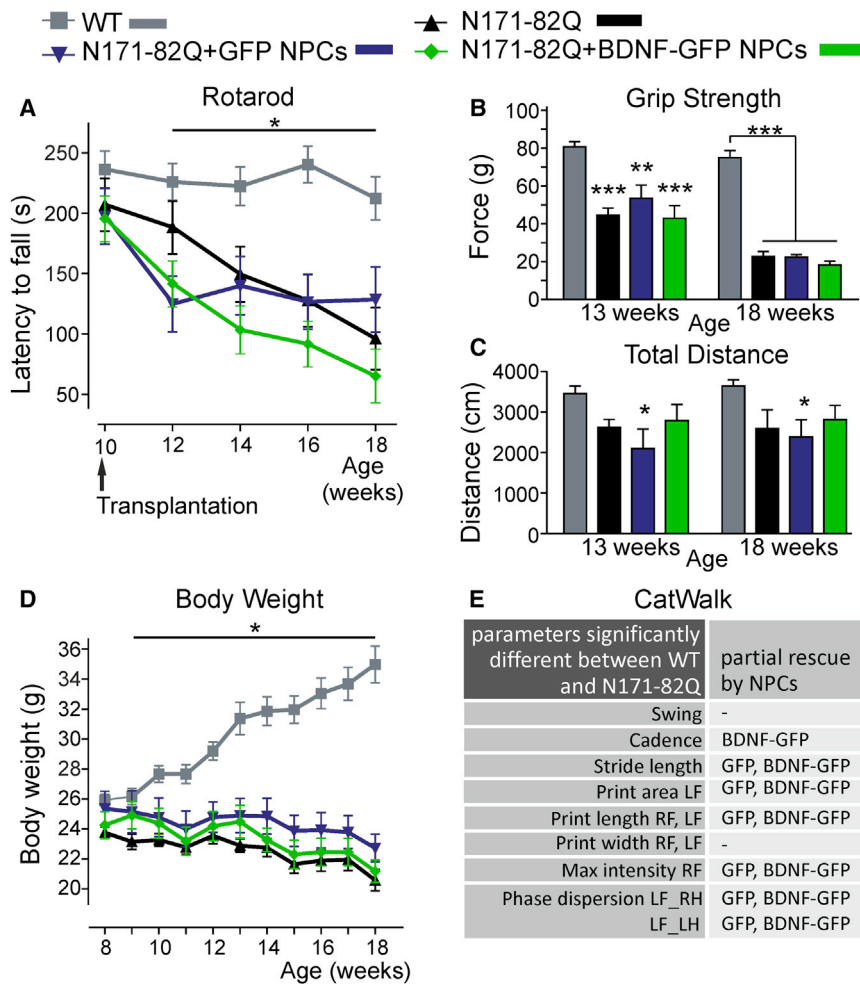 WT
N171-82Q
N171-82Q+GFP NPCs
N171-82Q+BDNF-GFP NPCs
A
Rotarod
*
Latency to fall (s)
250
200
150
100
50
10
12
14
16
18
Age
(weeks)
Transplantation
B
Grip Strength
Force (g)
100
80
60
40
20
0
***
**
***
***
13 weeks
18 weeks
Age
C
Total Distance
Distance (cm)
4000
3000
2000
1000
0
*
*
13 weeks
18 weeks
Age
D
Body Weight
*
Body weight (g)
36
34
32
30
28
26
24
22
20
8
10
12
14
16
18
Age (weeks)
E
CatWalk
parameters significantly
different between WT
and N171-82Q
partial rescue
by NPCs
Swing
-
Cadence
BDNF-GFP
Stride length
GFP, BDNF-GFP
Print area LF
GFP, BDNF-GFP
Print length RF, LF
GFP, BDNF-GFP
Print width RF, LF
-
Max intensity RF
GFP, BDNF-GFP
Phase dispersion LF_RH
GFP, BDNF-GFP
LF_LH
GFP, BDNF-GFP